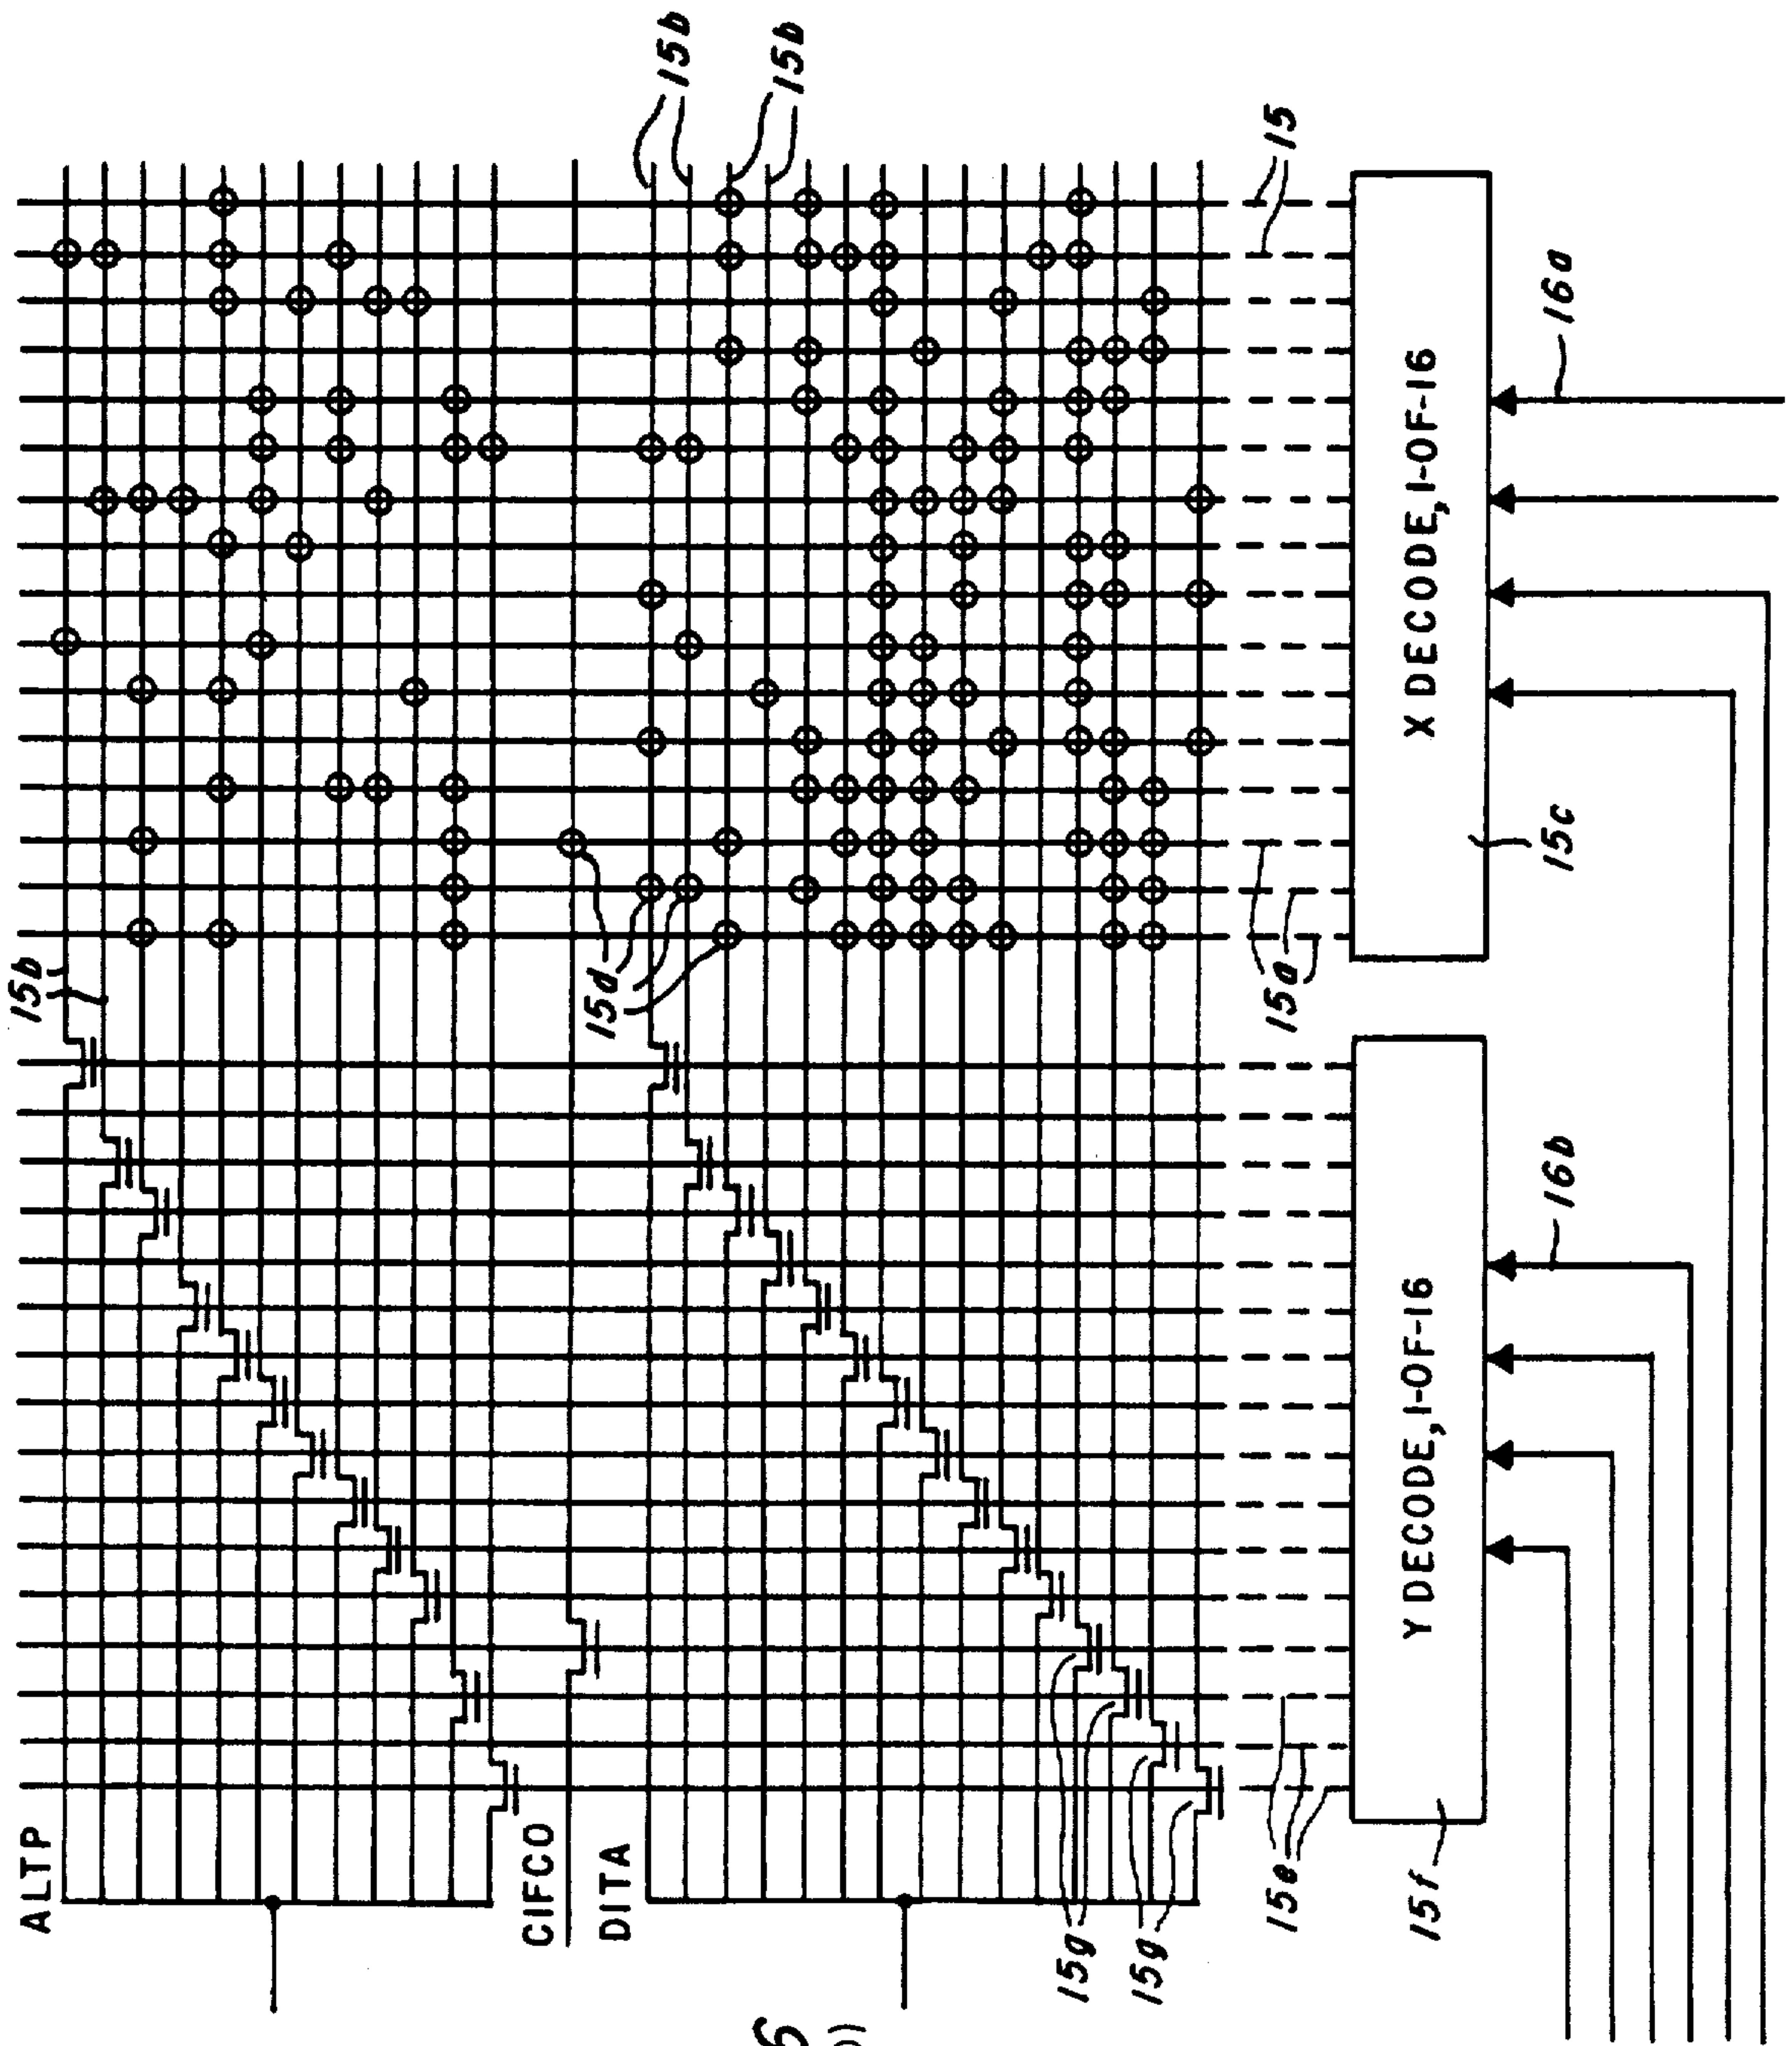 15b
15b
15b
15
ALTP
15d
CIFCO
DITA
15a
X DECODE, 1-OF-16
16a
15c
15g
15g
15e
Y DECODE, 1-OF-16
16b
15f
6